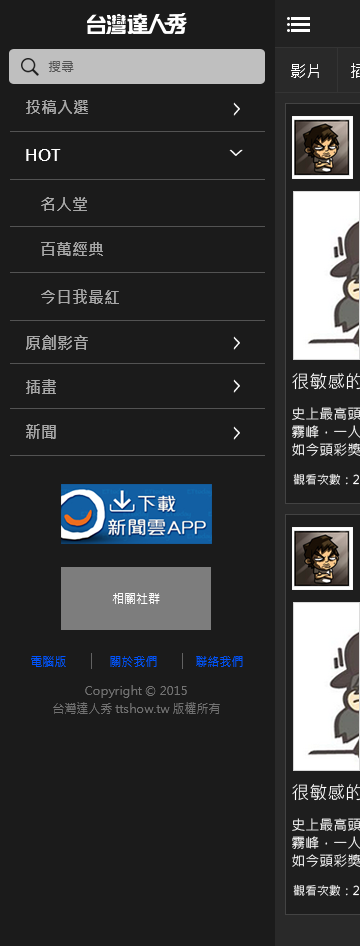 台灣達人秀
搜尋
投稿入選
HOT
名人堂
百萬經典
今日我最紅
原創影音
插畫
新聞
下載
新聞雲APP
相關社群
電腦版
關於我們
聯絡我們
Copyright © 2015
台灣達人秀 ttshow.tw 版權所有
影片
插
很敏感的
史上最高頭
霧峰，一人
如今頭彩獎
觀看次數：2
很敏感的
史上最高頭
霧峰，一人
如今頭彩獎
觀看次數：2